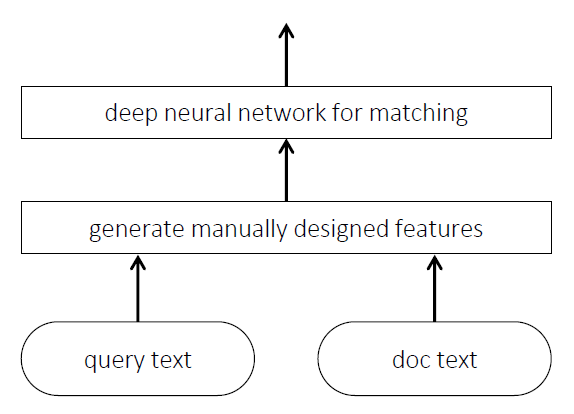 deep neural network for matching
generate manually designed features
query text
doc text